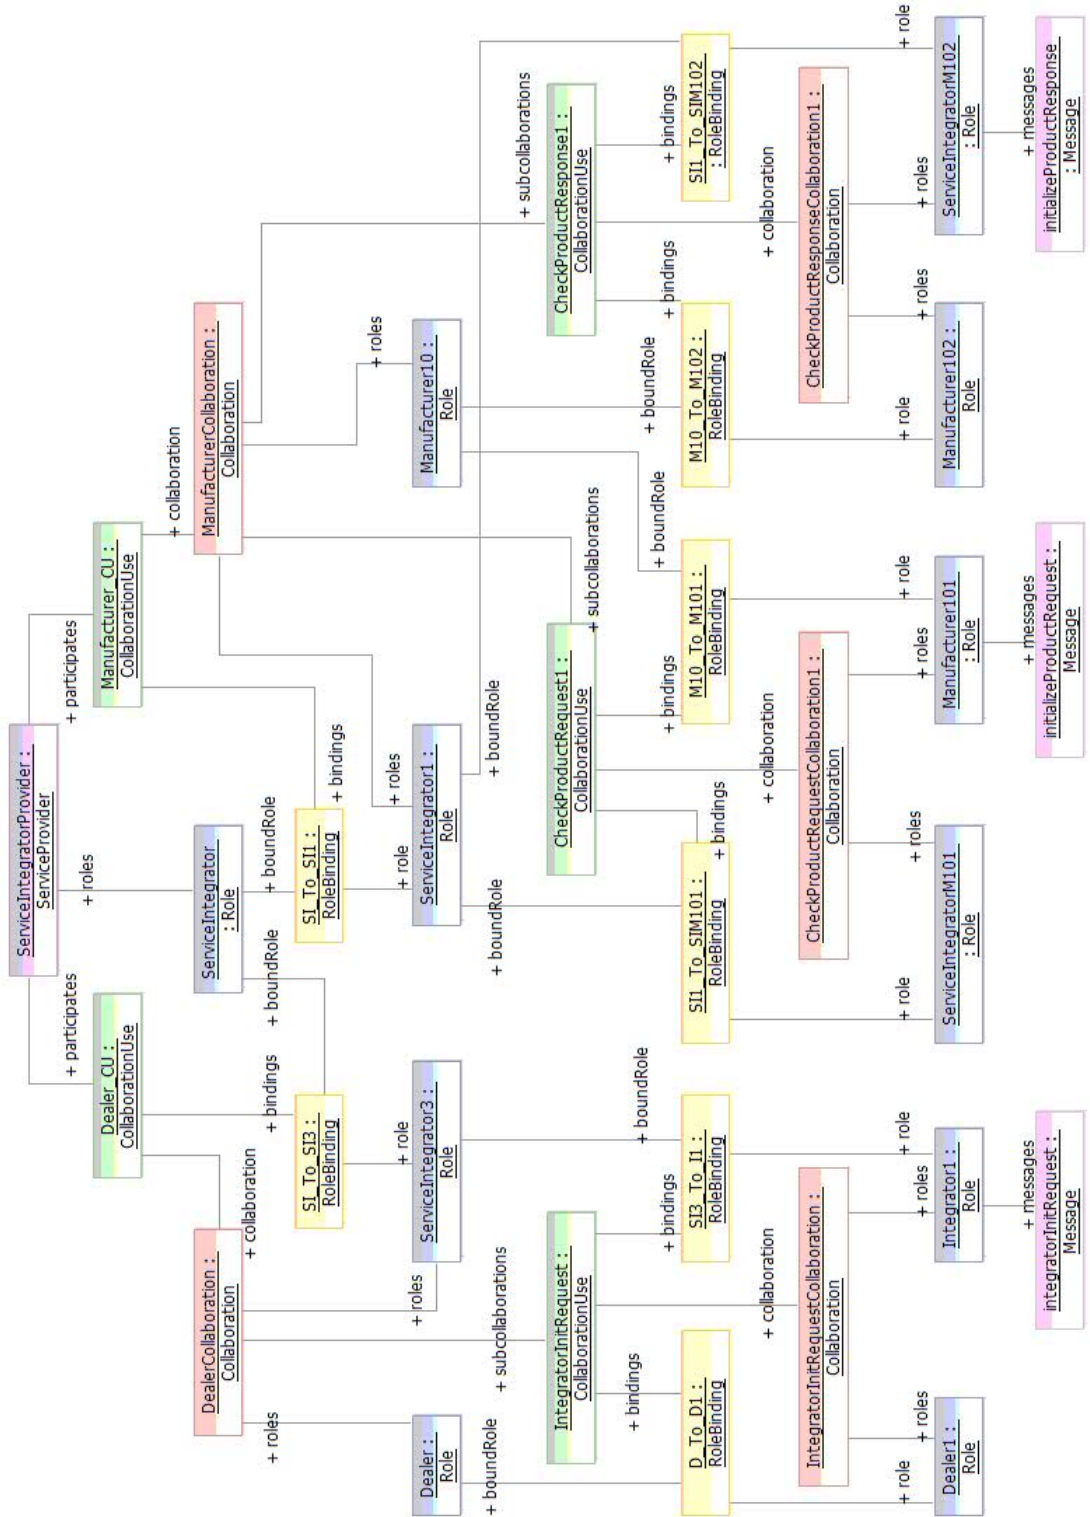 ServiceIntegratorProvider :
ServiceProvider
+ participates
+ roles
+ participates
Dealer_CU :
CollaborationUse
Manufacturer_CU :
CollaborationUse
+ collaboration
DealerCollaboration :
Collaboration
ServiceIntegrator
: Role
ManufacturerCollaboration :
Collaboration
+ collaboration
+ roles
+ bindings
+ boundRole
+ boundRole
SI_To_SI3 :
RoleBinding
SI_To_SI1 :
RoleBinding
+ bindings
+ roles
+ role
+ role
+ roles
+ roles
Dealer :
Role
ServiceIntegrator3 :
Role
ServiceIntegrator1 :
Role
Manufacturer10 :
Role
+ boundRole
+ subcollaborations
+ boundRole
+ boundRole
+ subcollaborations
IntegratorInitRequest :
CollaborationUse
CheckProductRequest1 :
CollaborationUse
CheckProductResponse1 :
CollaborationUse
+ subcollaborations
+ bindings
+ bindings
+ boundRole
+ bindings
+ boundRole
+ boundRole
+ bindings
+ bindings
D_To_D1 :
RoleBinding
SI3_To_I1 :
RoleBinding
SI1_To_SIM101 :
RoleBinding
M10_To_M101 :
RoleBinding
M10_To_M102 :
RoleBinding
SI1_To_SIM102
: RoleBinding
+ bindings
+ collaboration
+ collaboration
+ collaboration
IntegratorInitRequestCollaboration :
Collaboration
CheckProductRequestCollaboration1 :
Collaboration
CheckProductResponseCollaboration1 :
Collaboration
+ role
+ roles
+ roles
+ role
+ role
+ roles
+ roles
+ role
+ role
+ roles
+ roles
+ role
Dealer1 :
Role
Integrator1 :
Role
ServiceIntegratorM101
: Role
Manufacturer101
: Role
Manufacturer102 :
Role
ServiceIntegratorM102
: Role
+ messages
+ messages
+ messages
integratorInitRequest :
Message
initializeProductRequest :
Message
initializeProductResponse
: Message